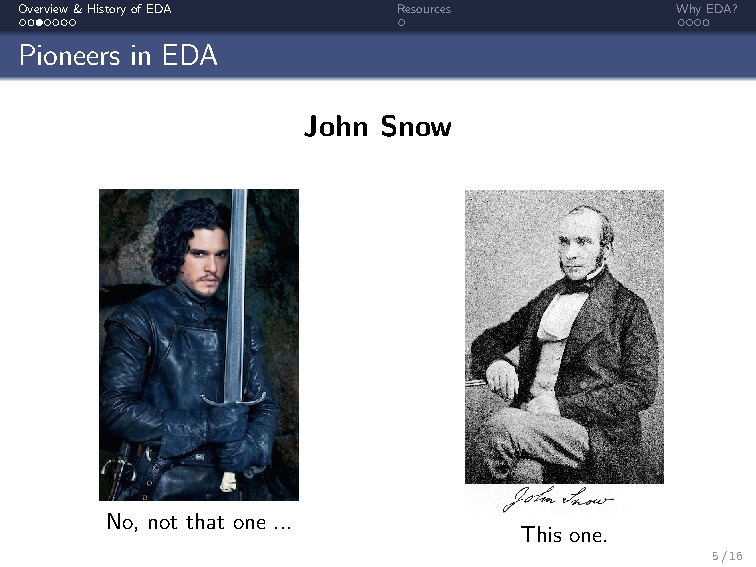 Overview & History of EDA
Resources
Why EDA?
Pioneers in EDA
John Snow
John Snow
No, not that one ...
This one.
5 / 16